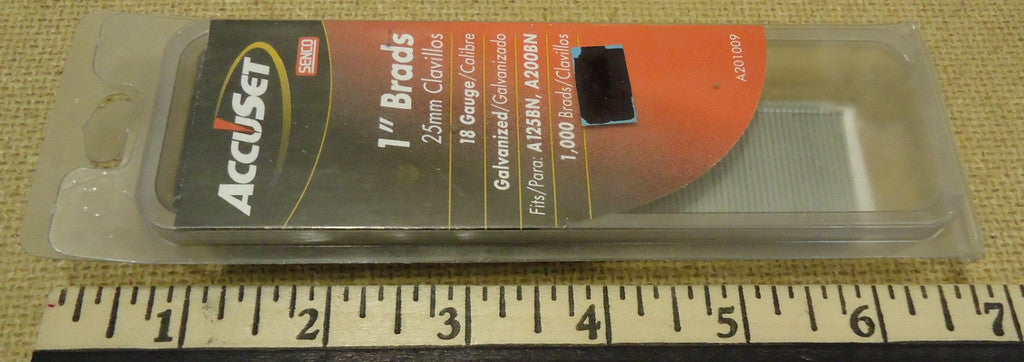 ACCUSET
SENCO
1" Brads
25mm Clavillos
18 Gauge/Calibre
Galvanized/Galvanizado
Fits/Para: A125BN, A200BN
1,000 Brads/Clavillos
A201009
1 2 3 4 5 6 7